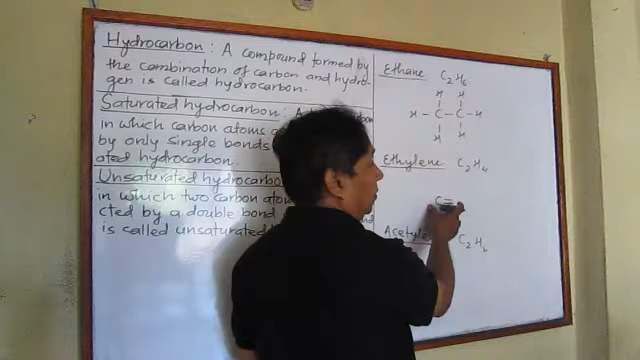 Hydrocarbon : A compound formed by
the combination of carbon and hydro-
gen is called hydrocarbon.
Saturated hydrocarbon : A
in which carbon atoms
by only single bonds
ated hydrocarbon.
Unsaturated hydrocarbon
in which two carbon atom
cted by a double bond
is called unsaturated
Ethane C2H6
H H
H - C - C - H
H H
Ethylene C2H4
C =
Acetyle C2H2